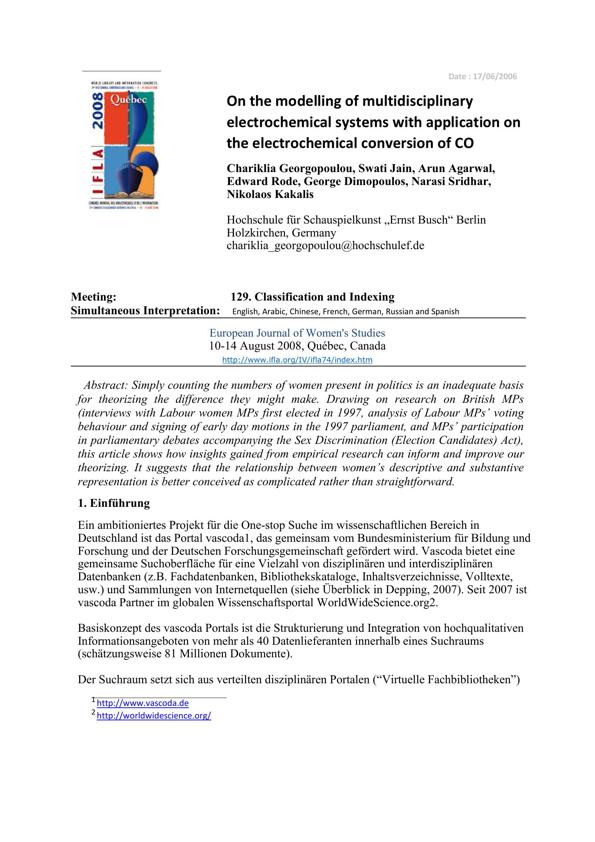 Date : 17/06/2006
WORLD LIBRARY AND INFORMATION CONGRESS
2008
Québec
IFLA
On the modelling of multidisciplinary
electrochemical systems with application on
the electrochemical conversion of CO
Chariklia Georgopoulou, Swati Jain, Arun Agarwal,
Edward Rode, George Dimopoulos, Narasi Sridhar,
Nikolaos Kakalis
Hochschule für Schauspielkunst „Ernst Busch“ Berlin
Holzkirchen, Germany
chariklia_georgopoulou@hochschulef.de
Meeting: 129. Classification and Indexing
Simultaneous Interpretation: English, Arabic, Chinese, French, German, Russian and Spanish
European Journal of Women's Studies
10-14 August 2008, Québec, Canada
http://www.ifla.org/IV/ifla74/index.htm
Abstract: Simply counting the numbers of women present in politics is an inadequate basis
for theorizing the difference they might make. Drawing on research on British MPs
(interviews with Labour women MPs first elected in 1997, analysis of Labour MPs’ voting
behaviour and signing of early day motions in the 1997 parliament, and MPs’ participation
in parliamentary debates accompanying the Sex Discrimination (Election Candidates) Act),
this article shows how insights gained from empirical research can inform and improve our
theorizing. It suggests that the relationship between women’s descriptive and substantive
representation is better conceived as complicated rather than straightforward.
1. Einführung
Ein ambitioniertes Projekt für die One-stop Suche im wissenschaftlichen Bereich in
Deutschland ist das Portal vascoda1, das gemeinsam vom Bundesministerium für Bildung und
Forschung und der Deutschen Forschungsgemeinschaft gefördert wird. Vascoda bietet eine
gemeinsame Suchoberfläche für eine Vielzahl von disziplinären und interdisziplinären
Datenbanken (z.B. Fachdatenbanken, Bibliothekskataloge, Inhaltsverzeichnisse, Volltexte,
usw.) und Sammlungen von Internetquellen (siehe Überblick in Depping, 2007). Seit 2007 ist
vascoda Partner im globalen Wissenschaftsportal WorldWideScience.org2.
Basiskonzept des vascoda Portals ist die Strukturierung und Integration von hochqualitativen
Informationsangeboten von mehr als 40 Datenlieferanten innerhalb eines Suchraums
(schätzungsweise 81 Millionen Dokumente).
Der Suchraum setzt sich aus verteilten disziplinären Portalen (“Virtuelle Fachbibliotheken”)
1 http://www.vascoda.de
2 http://worldwidescience.org/